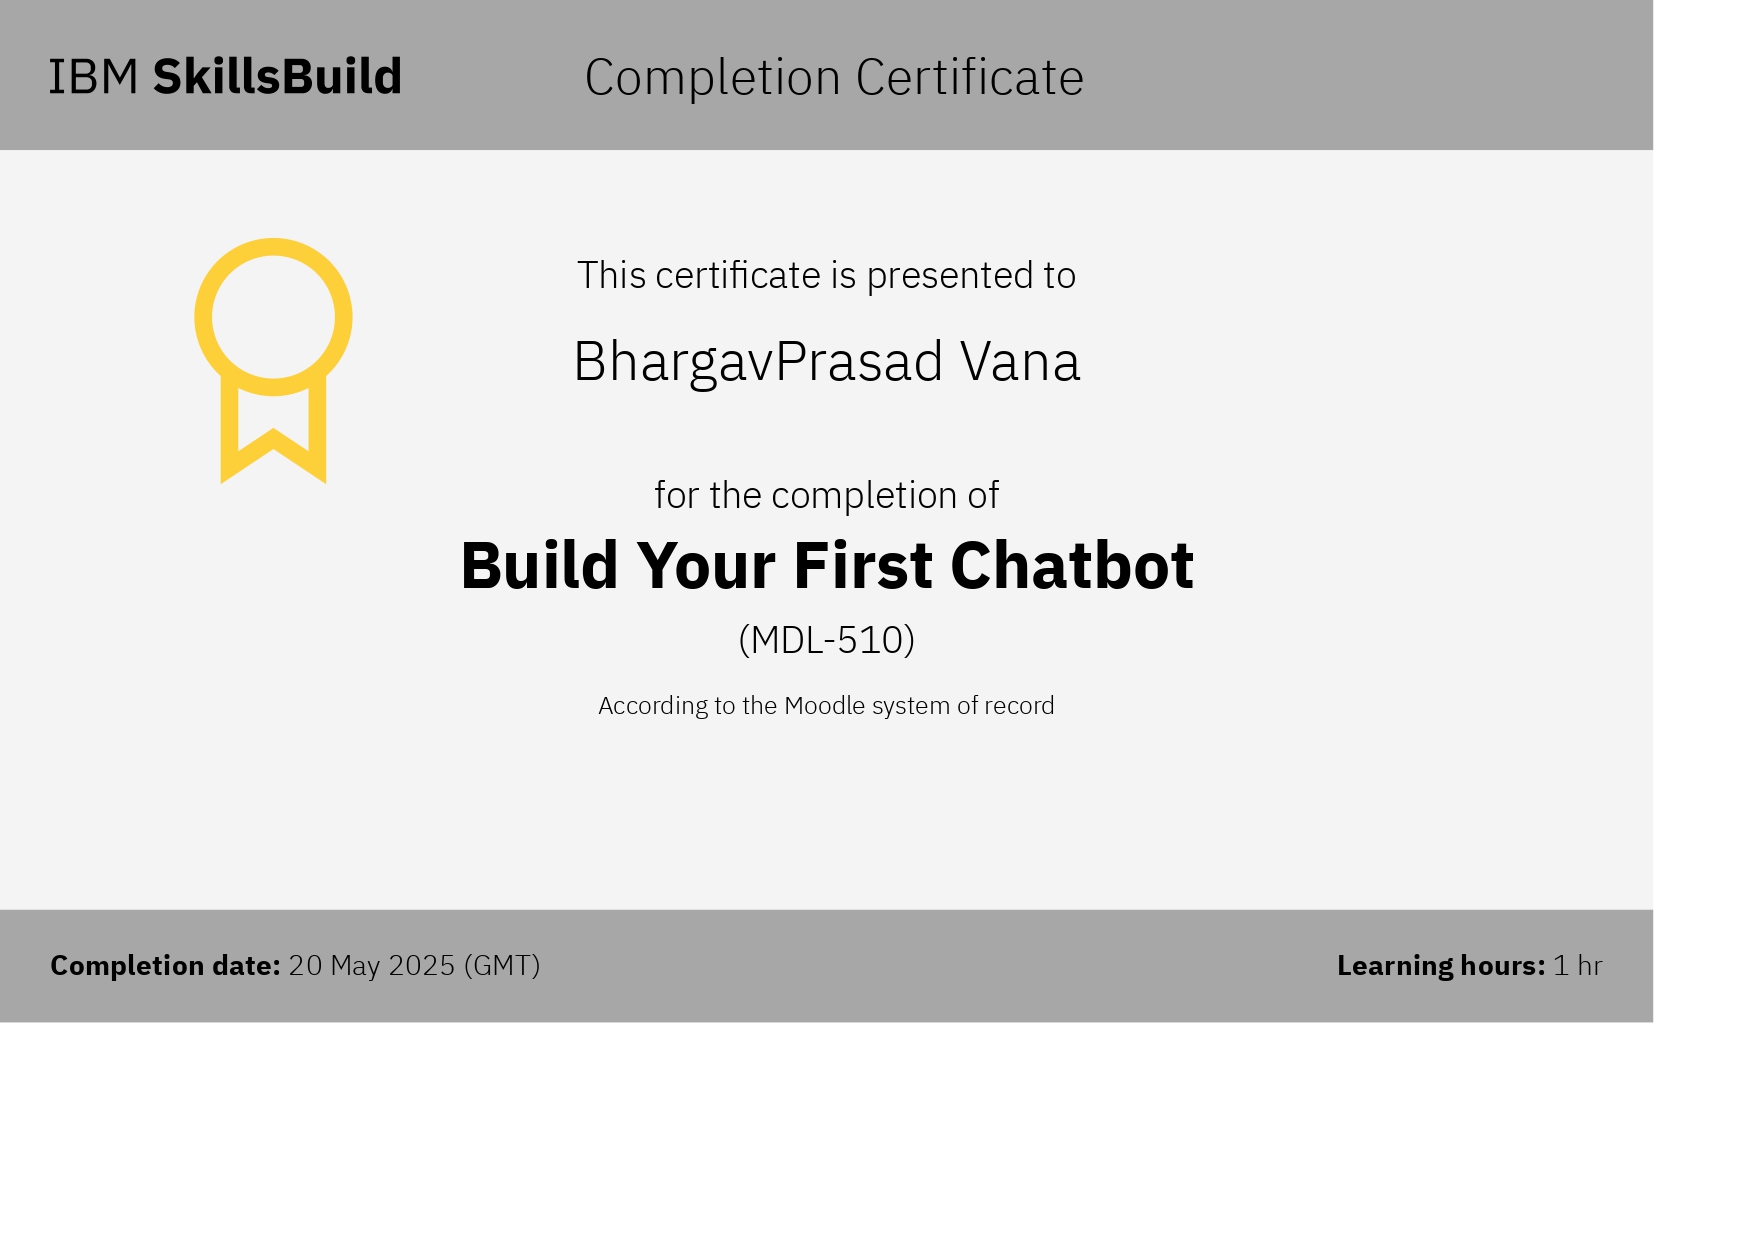 IBM SkillsBuild
Completion Certificate
This certificate is presented to
BhargavPrasad Vana
for the completion of
Build Your First Chatbot
(MDL-510)
According to the Moodle system of record
Completion date: 20 May 2025 (GMT)
Learning hours: 1 hr